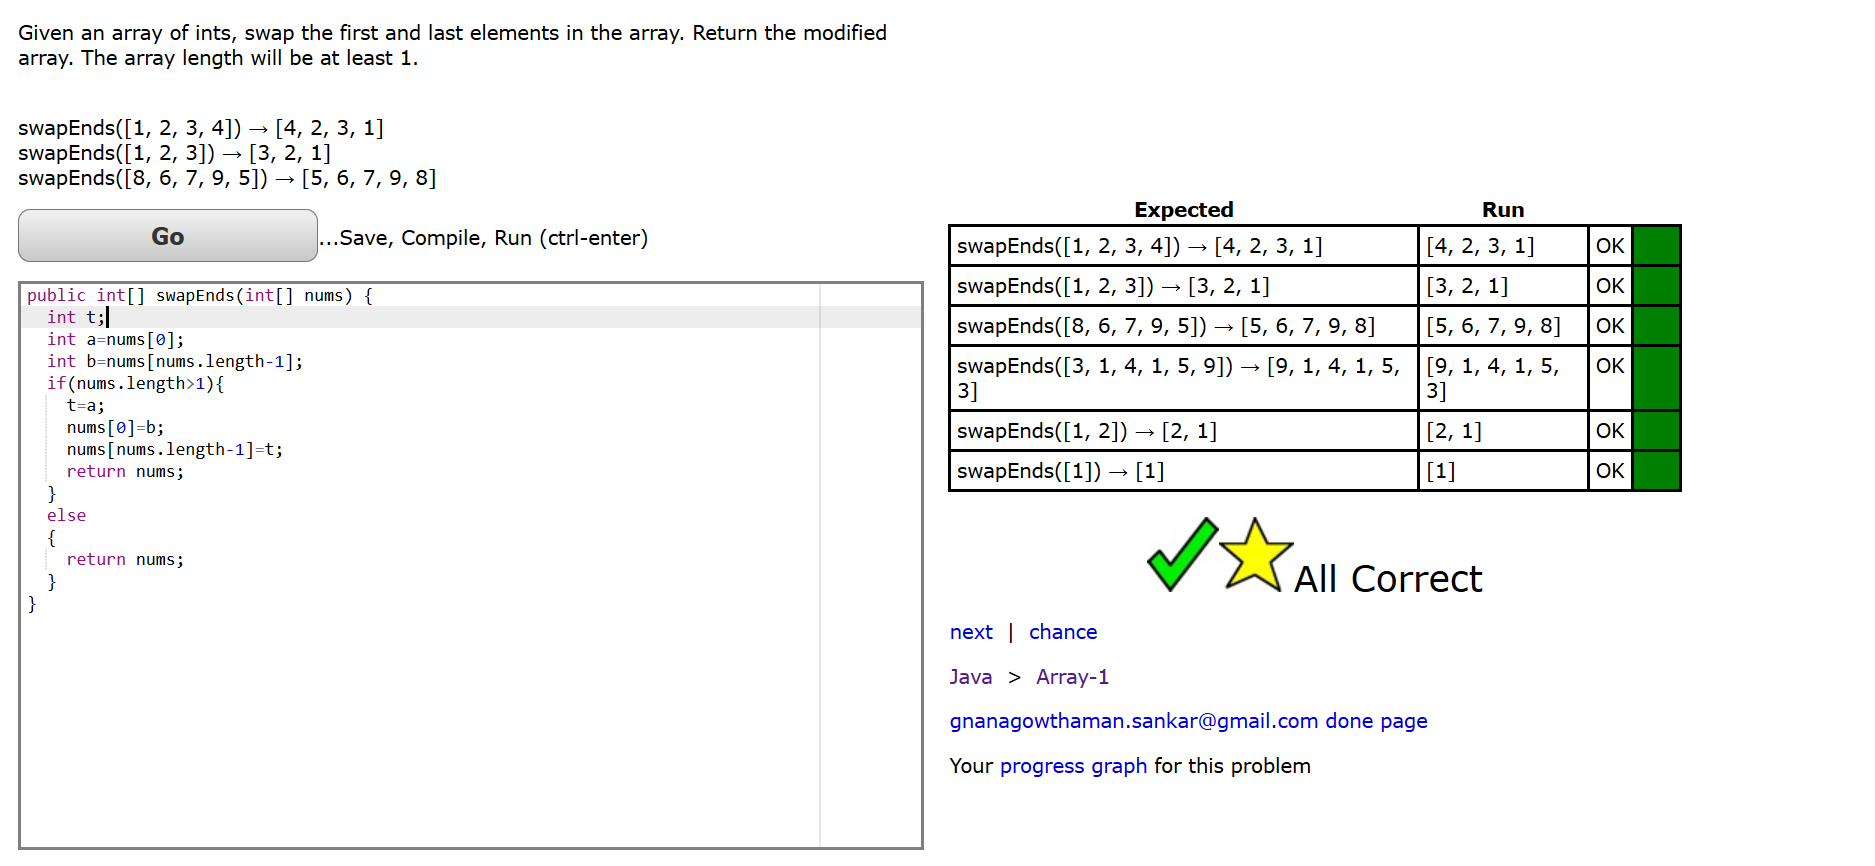 Given an array of ints, swap the first and last elements in the array. Return the modified
array. The array length will be at least 1.
swapEnds([1, 2, 3, 4]) → [4, 2, 3, 1]
swapEnds([1, 2, 3]) → [3, 2, 1]
swapEnds([8, 6, 7, 9, 5]) → [5, 6, 7, 9, 8]
Go ...Save, Compile, Run (ctrl-enter)
public int[] swapEnds(int[] nums) {
  int t;
  int a=nums[0];
  int b=nums[nums.length-1];
  if(nums.length>1){
    t=a;
    nums[0]=b;
    nums[nums.length-1]=t;
    return nums;
  }
  else
  {
    return nums;
  }
}
Expected Run
swapEnds([1, 2, 3, 4]) → [4, 2, 3, 1] [4, 2, 3, 1] OK
swapEnds([1, 2, 3]) → [3, 2, 1] [3, 2, 1] OK
swapEnds([8, 6, 7, 9, 5]) → [5, 6, 7, 9, 8] [5, 6, 7, 9, 8] OK
swapEnds([3, 1, 4, 1, 5, 9]) → [9, 1, 4, 1, 5, [9, 1, 4, 1, 5, OK
3] 3]
swapEnds([1, 2]) → [2, 1] [2, 1] OK
swapEnds([1]) → [1] [1] OK
All Correct
next | chance
Java > Array-1
gnanagowthaman.sankar@gmail.com done page
Your progress graph for this problem